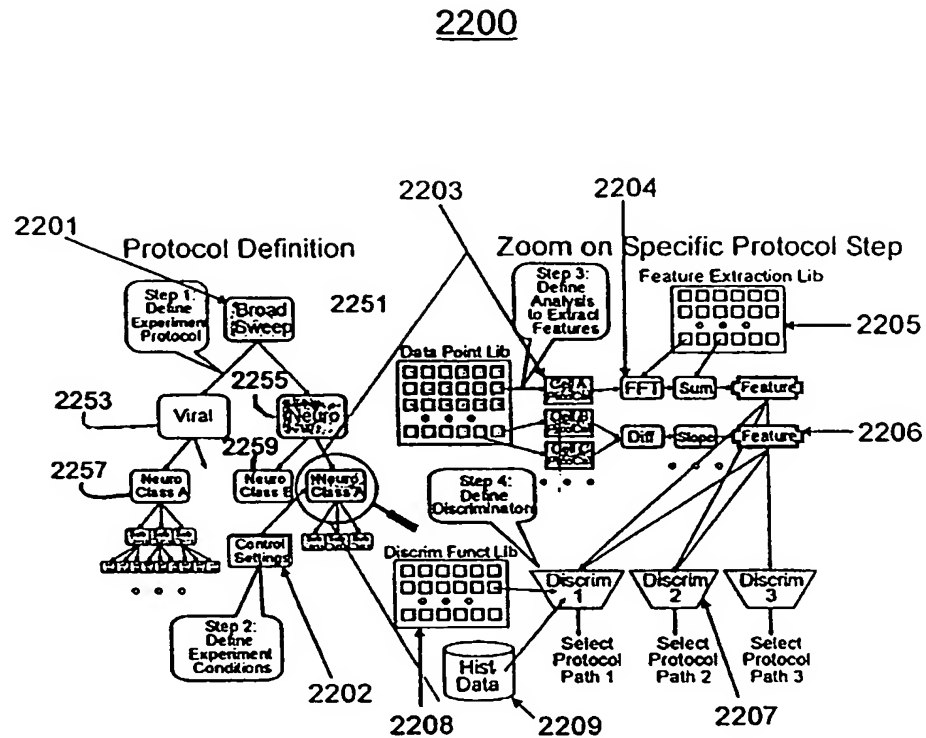 2200
2203
2204
2201
Protocol Definition
Zoom on Specific Protocol Step
Step 1:
Define
Experiment
Protocol
Broad
Sweep
2251
Step 3:
Define
Analysis
to Extract
Features
Feature Extraction Lib
2205
Data Point Lib
2255
FFT
Sum
Feature
2253
Viral
Neuro
2259
Diff
Slope
Feature
2206
2257
Neuro
Class A
Neuro
Class B
Neuro
Class A
Step 4:
Define
Discriminators
Control
Settings
Discrim Funct Lib
Discrim
1
Discrim
2
Discrim
3
Step 2:
Define
Experiment
Conditions
Hist
Data
Select
Protocol
Path 1
Select
Protocol
Path 2
Select
Protocol
Path 3
2202
2208
2209
2207